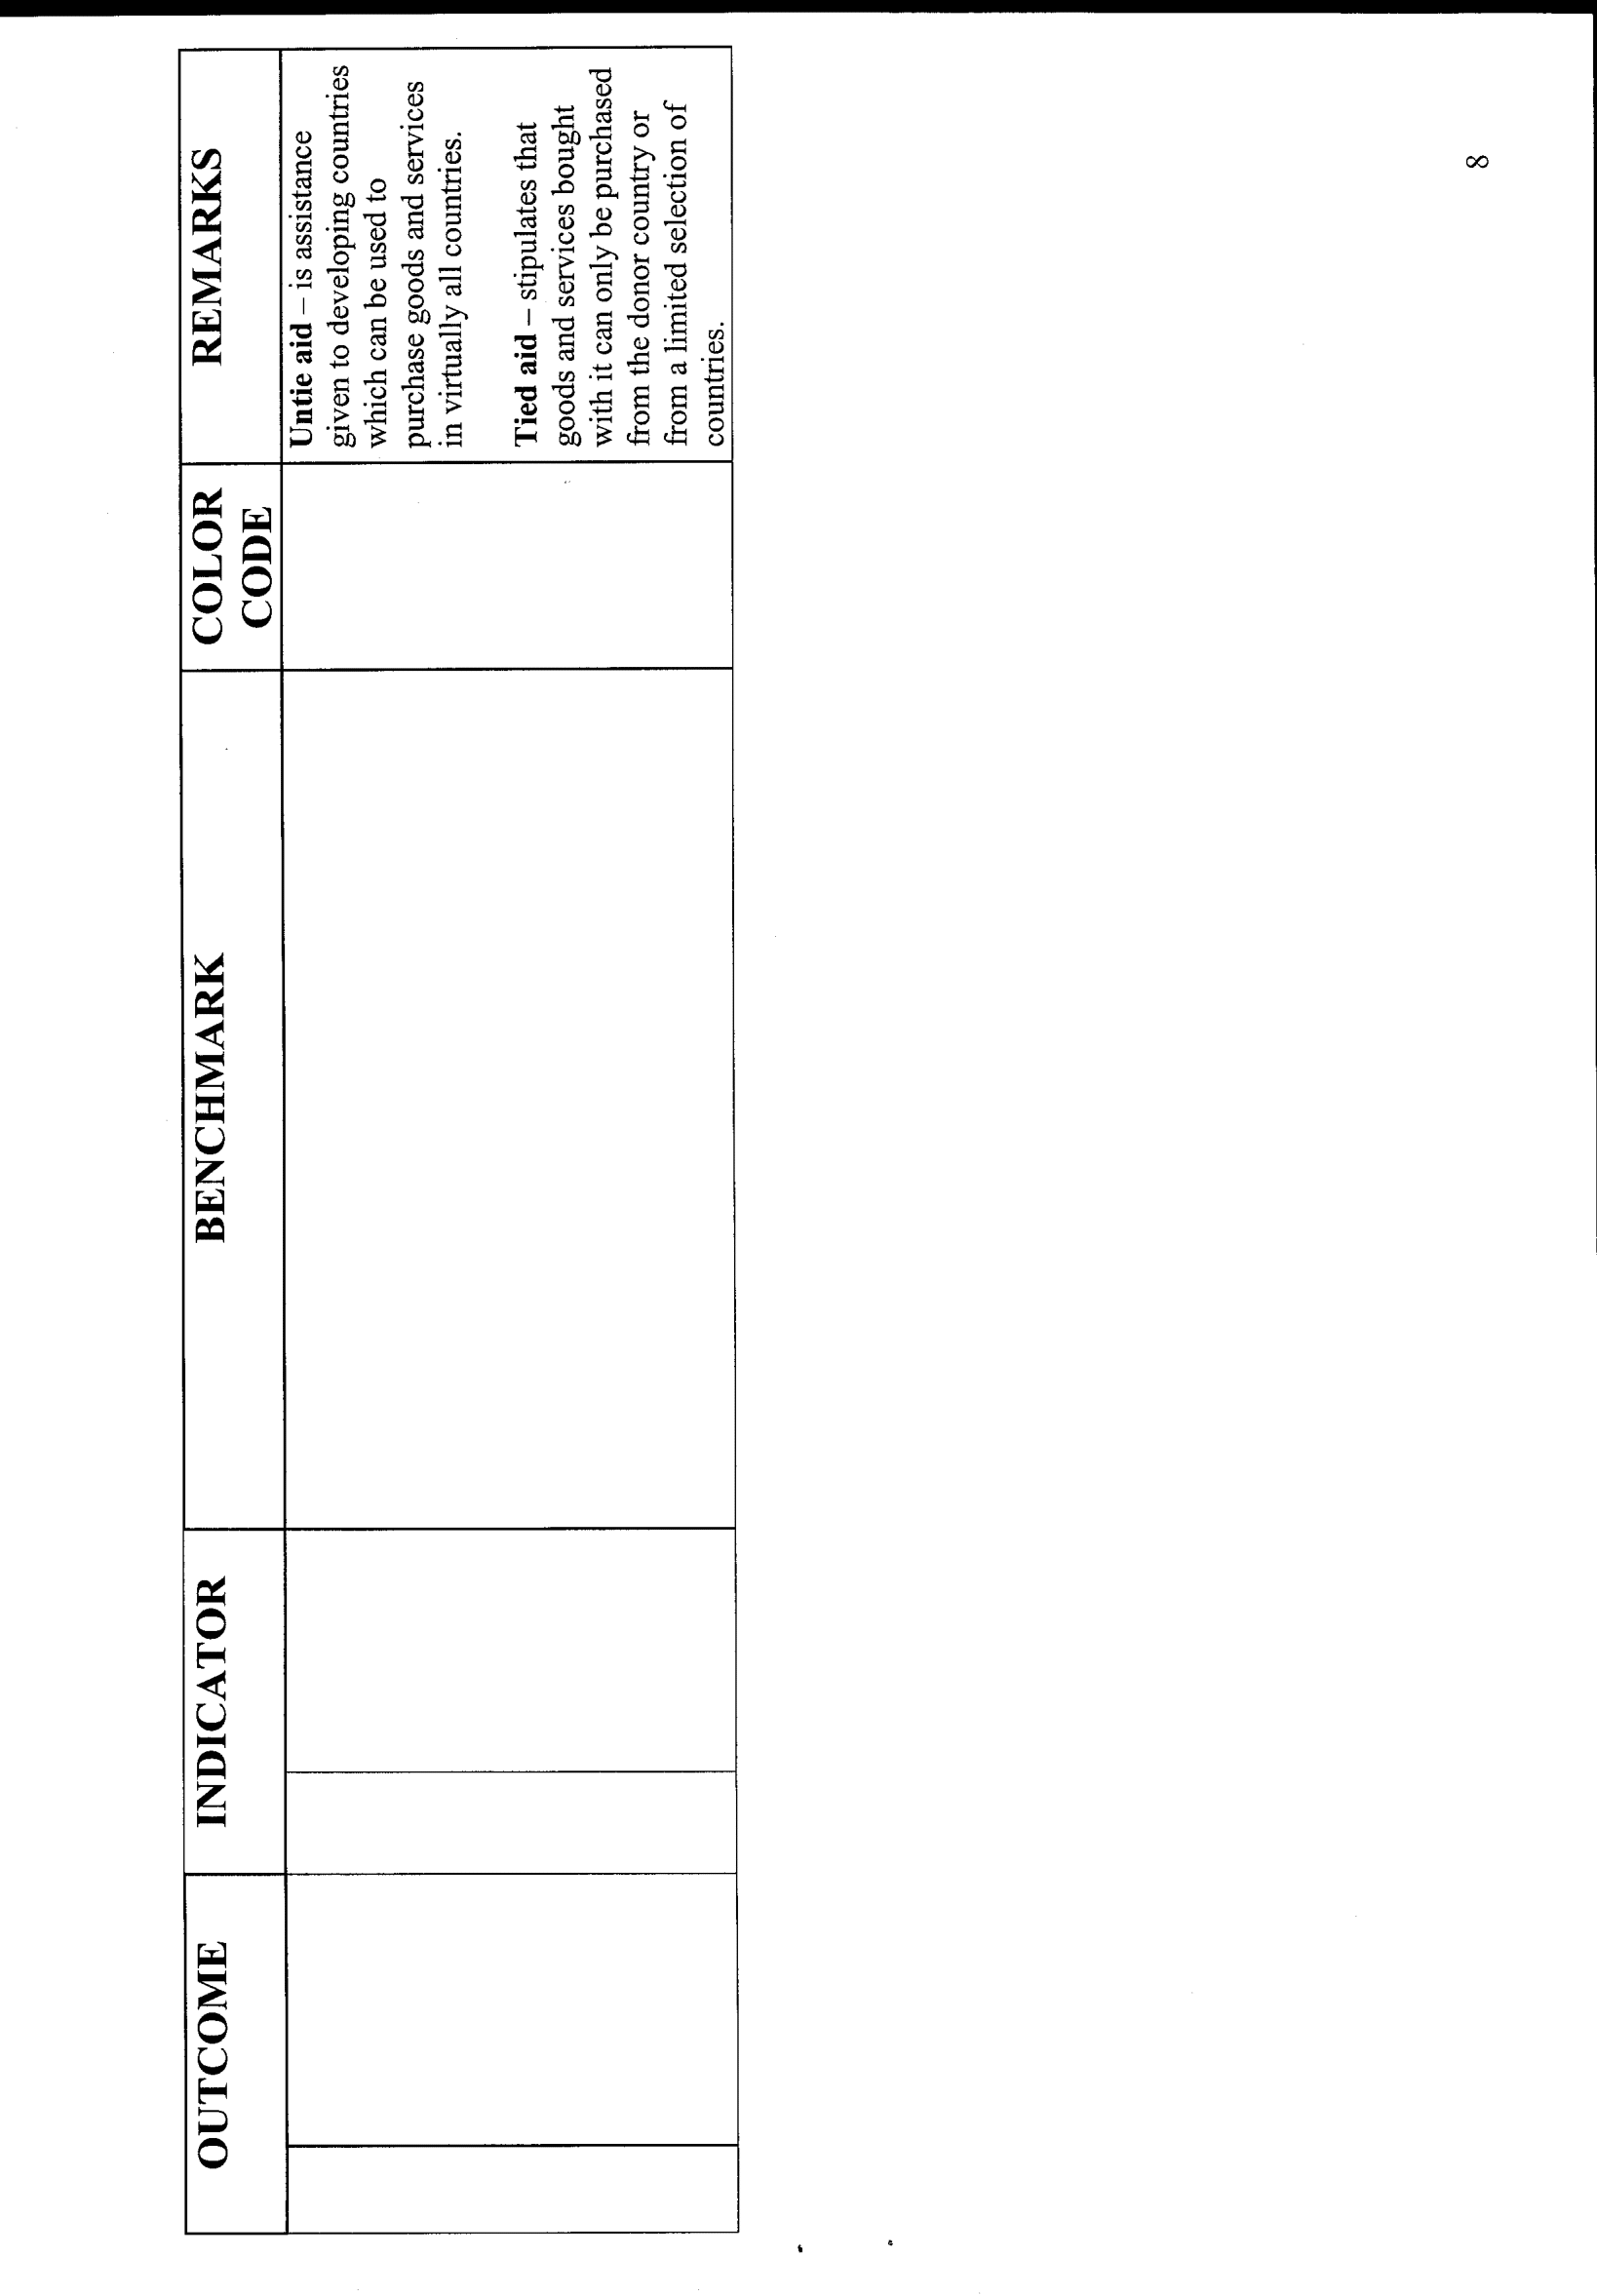 OUTCOME
INDICATOR
BENCHMARK
COLOR
CODE
REMARKS
Untie aid – is assistance
given to developing countries
which can be used to
purchase goods and services
in virtually all countries.
Tied aid – stipulates that
goods and services bought
with it can only be purchased
from the donor country or
from a limited selection of
countries.
8